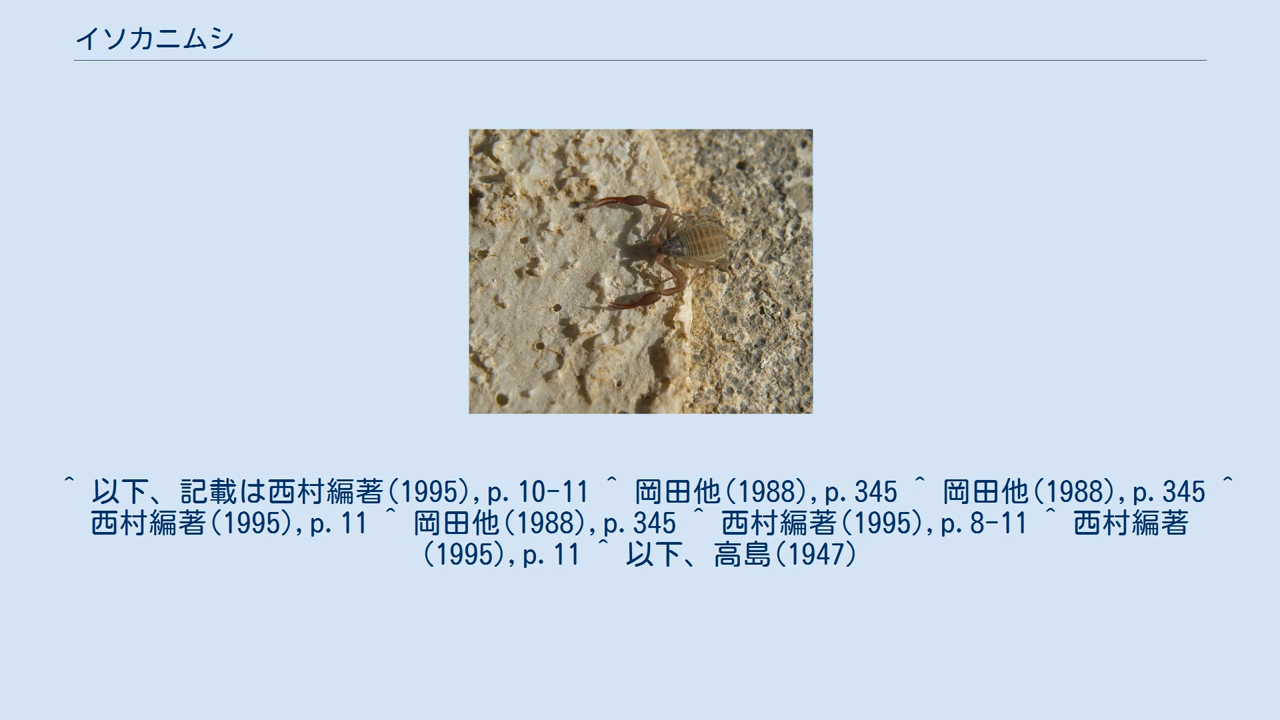 イソカニムシ
^ 以下、記載は西村編著(1995),p.10-11 ^ 岡田他(1988),p.345 ^ 岡田他(1988),p.345 ^
西村編著(1995),p.11 ^ 岡田他(1988),p.345 ^ 西村編著(1995),p.8-11 ^ 西村編著
(1995),p.11 ^ 以下、高島(1947)